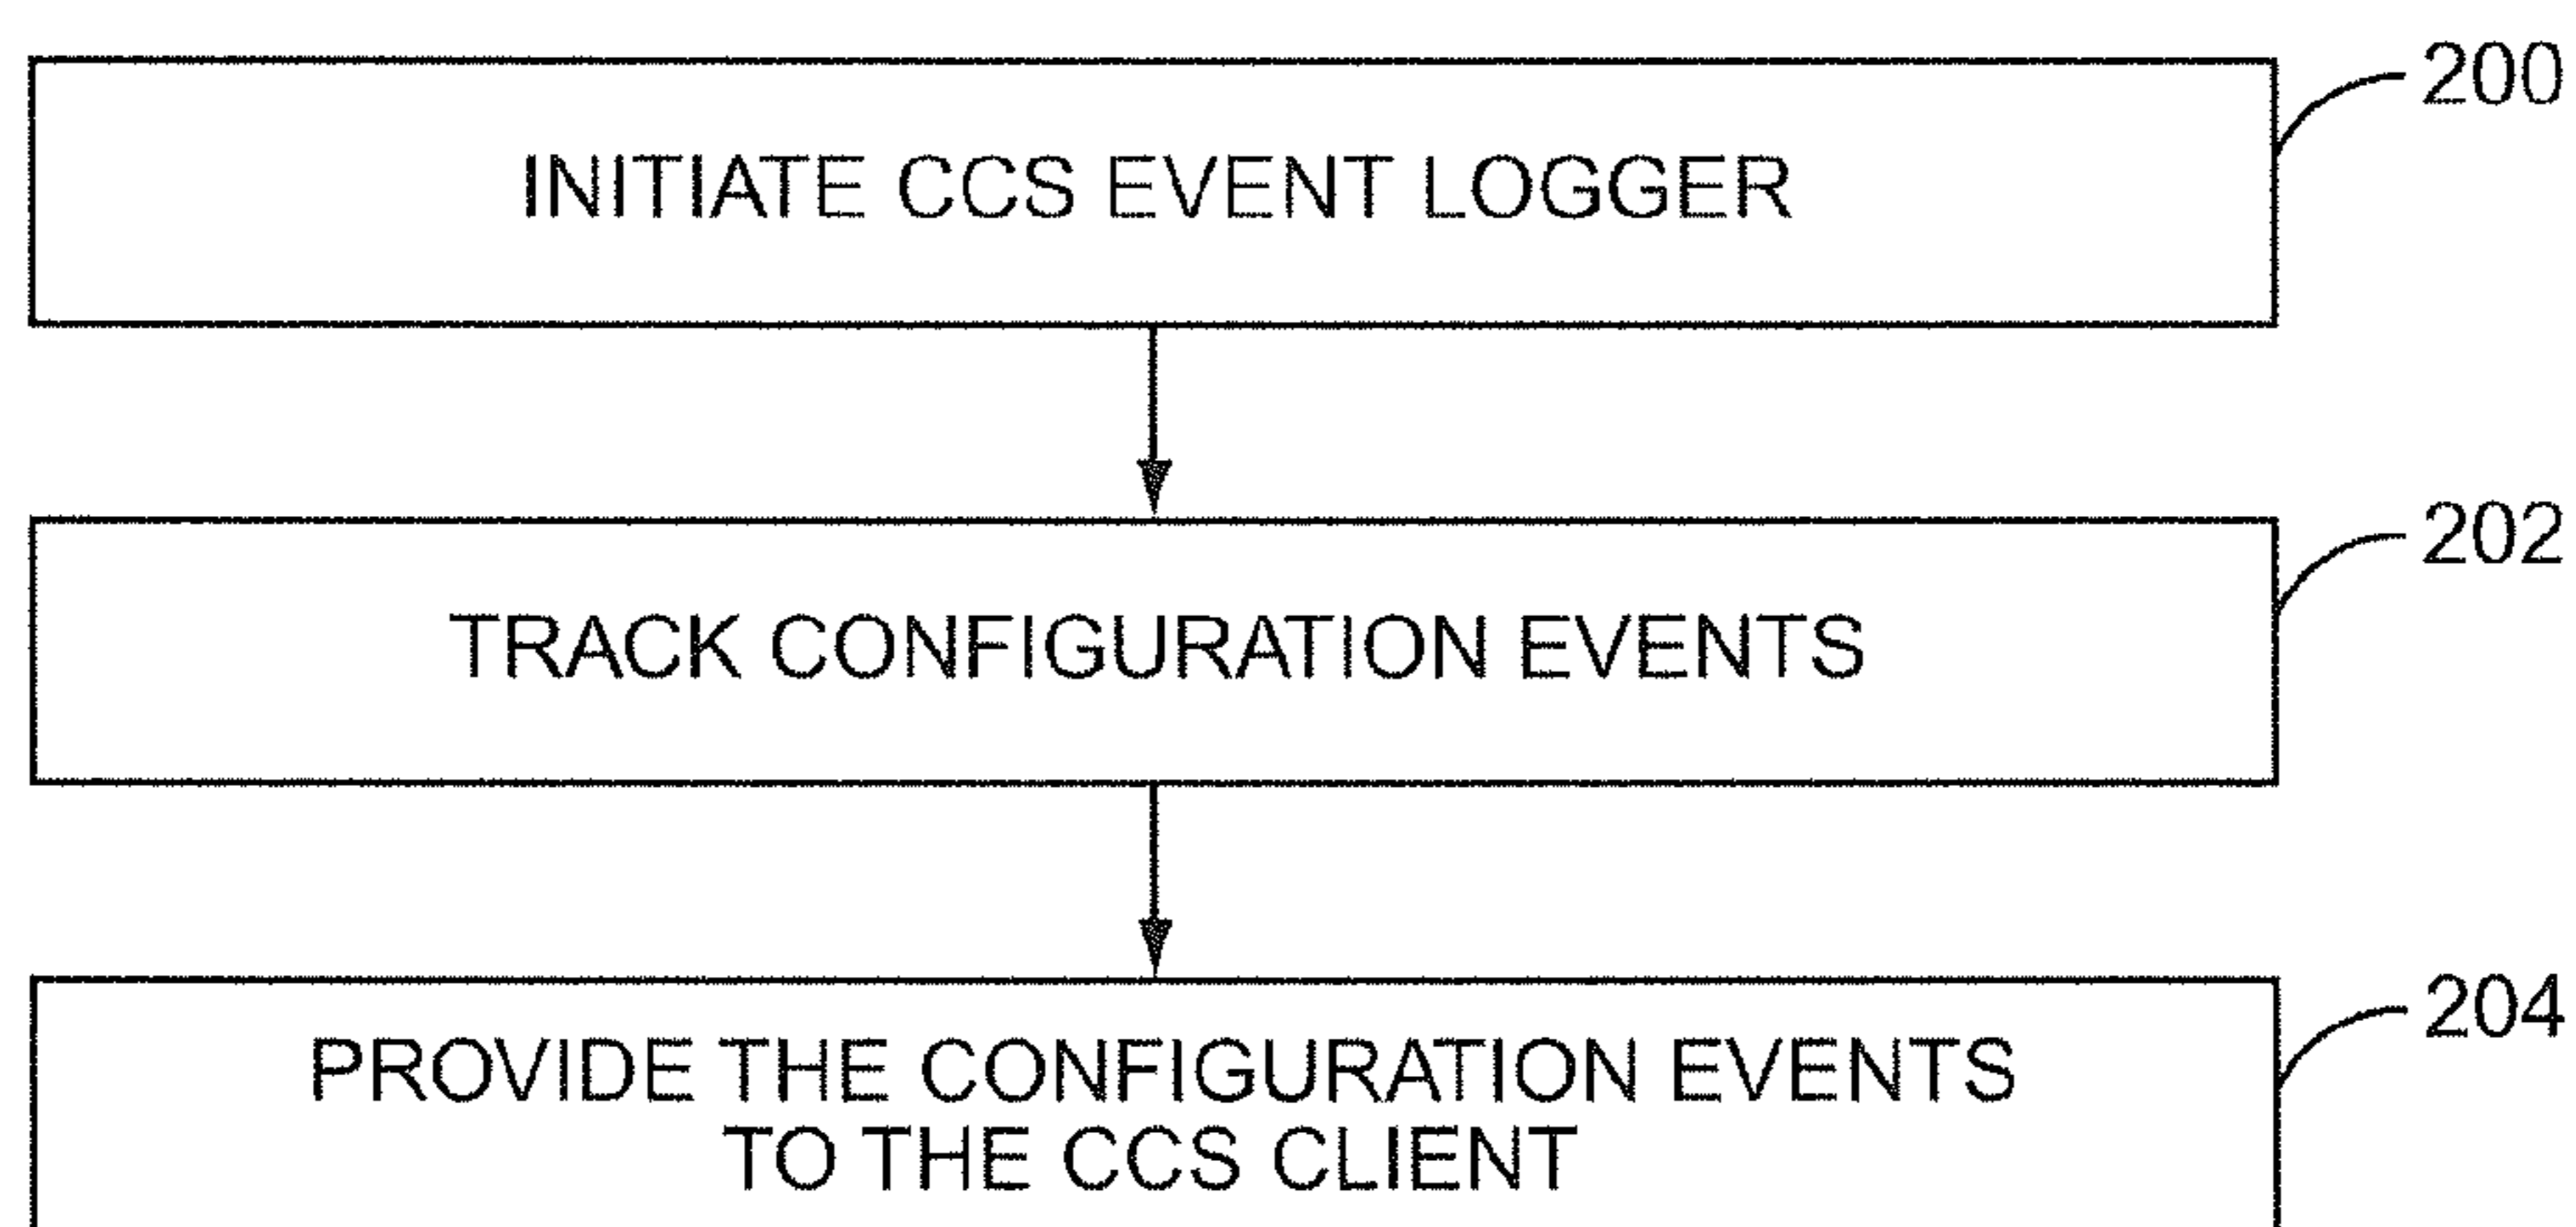 200
INITIATE CCS EVENT LOGGER
202
TRACK CONFIGURATION EVENTS
204
PROVIDE THE CONFIGURATION EVENTS
TO THE CCS CLIENT